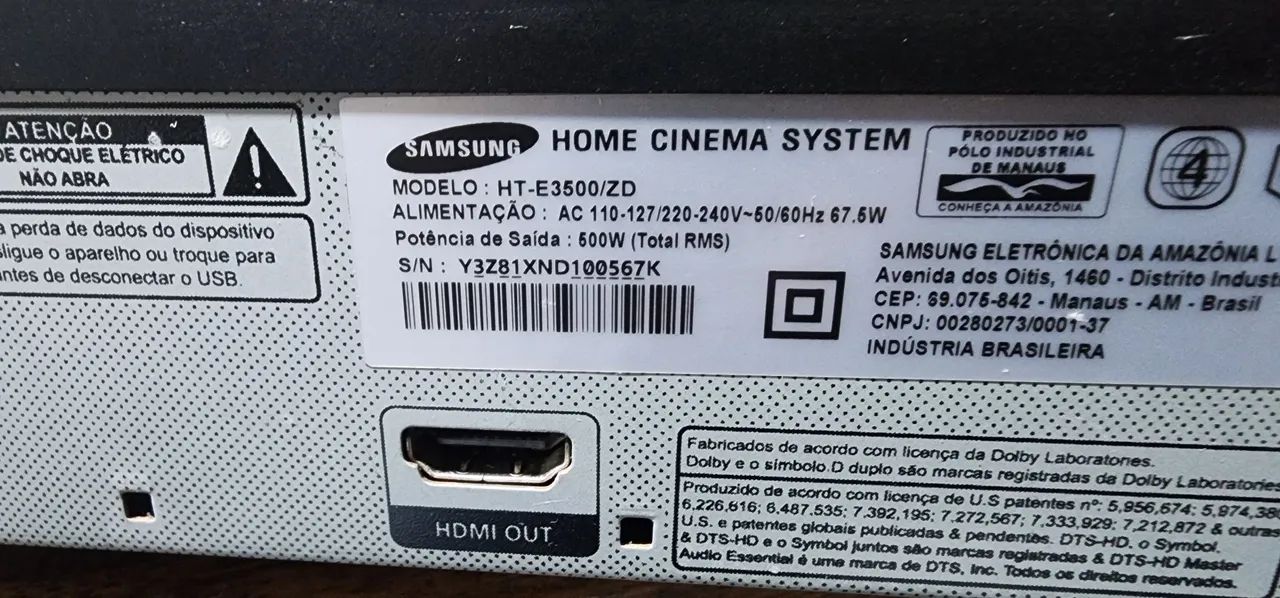 ATENÇÃO
DE CHOQUE ELÉTRICO
NÃO ABRA
a perda de dados do dispositivo
sligue o aparelho ou troque para
antes de desconectar o USB.
SAMSUNG HOME CINEMA SYSTEM
MODELO : HT-E3500/ZD
ALIMENTAÇÃO : AC 110-127/220-240V~50/60Hz 67.5W
Potência de Saída : 500W (Total RMS)
S/N : Y3Z81XND100567K
PRODUZIDO NO
PÓLO INDUSTRIAL
DE MANAUS
CONHEÇA A AMAZÔNIA
4
SAMSUNG ELETRÔNICA DA AMAZÔNIA L
Avenida dos Oitis, 1460 - Distrito Indust
CEP: 69.075-842 - Manaus - AM - Brasil
CNPJ: 00280273/0001-37
INDÚSTRIA BRASILEIRA
HDMI OUT
Fabricados de acordo com licença da Dolby Laboratories.
Dolby e o símbolo D duplo são marcas registradas da Dolby Laboratories
Produzido de acordo com licença de U.S patentes nº: 5,956,674; 5,974,380
6,226,616; 6,487,535; 7,392,195; 7,272,567; 7,333,929; 7,212,872 & outras
U.S. e patentes globais publicadas & pendentes. DTS-HD. o Symbol.
& DTS-HD e o Symbol juntos são marcas registradas & DTS-HD Master
Audio Essential é uma marca de DTS, Inc. Todos os direitos reservados.